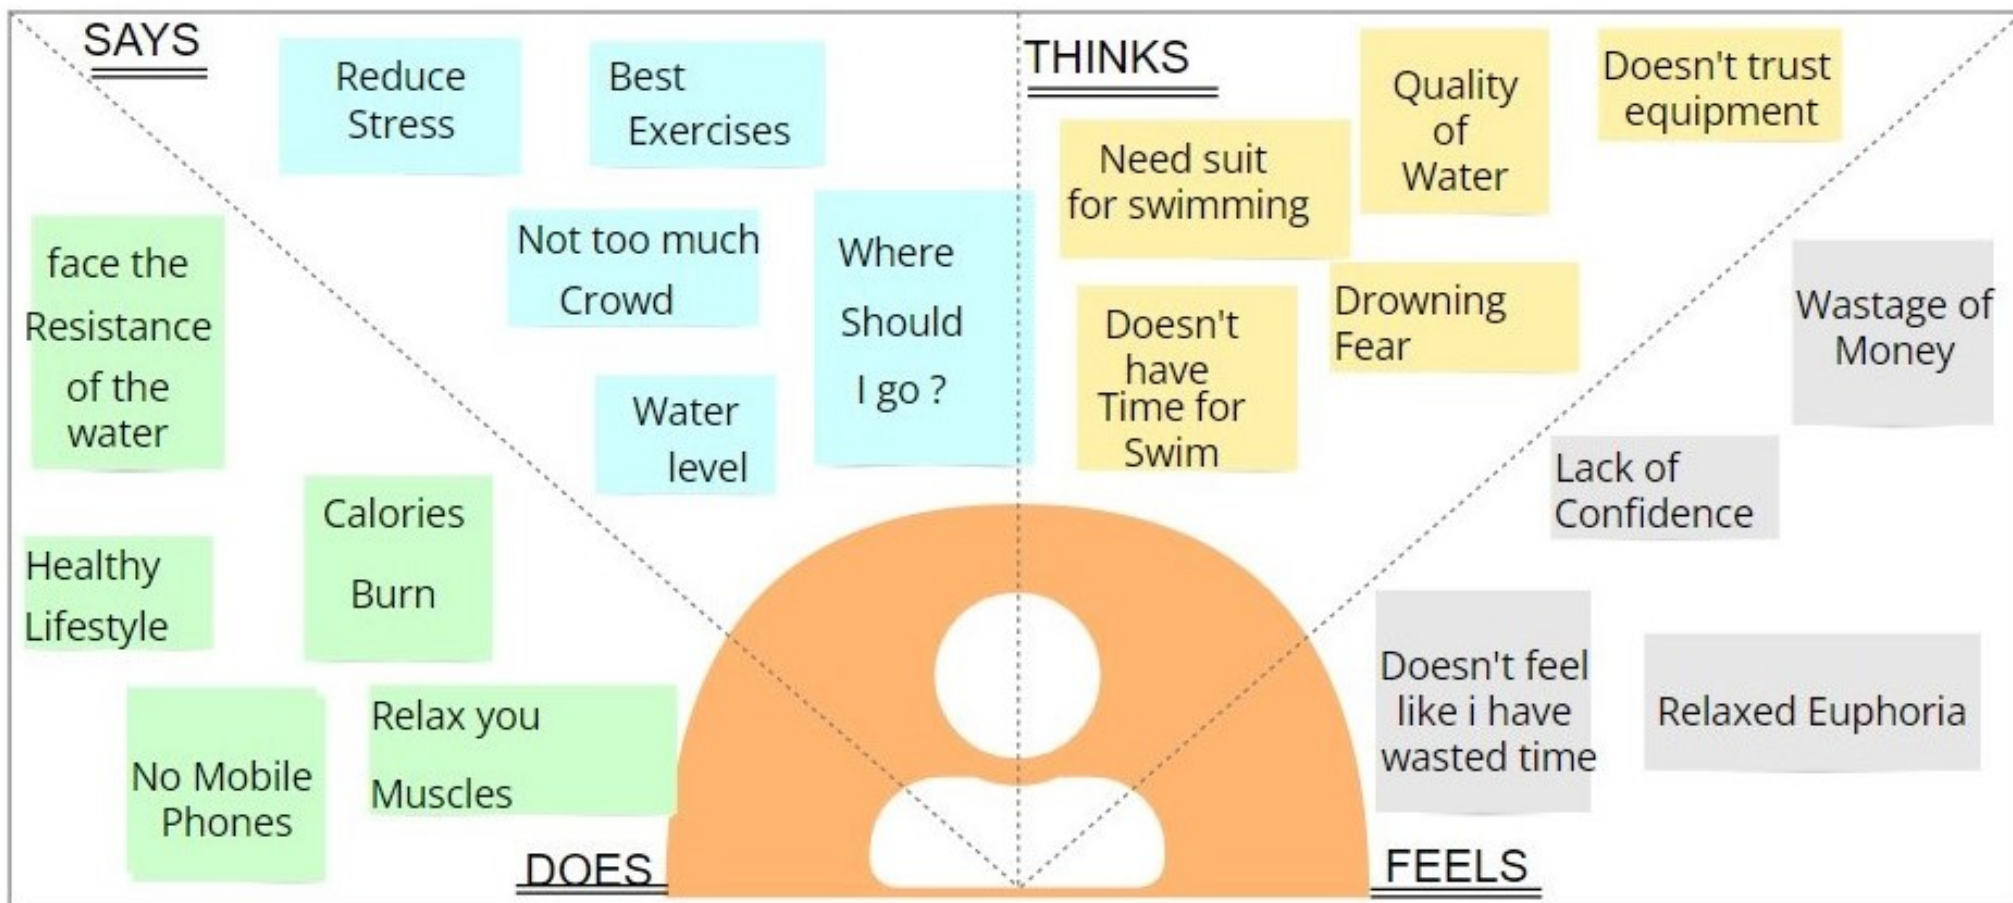 SAYS
Reduce
Stress
Best
Exercises
Not too much
Crowd
Where
Should
I go ?
Water
level
THINKS
Need suit
for swimming
Quality
of
Water
Doesn't trust
equipment
Doesn't
have
Time for
Swim
Drowning
Fear
face the
Resistance
of the
water
Healthy
Lifestyle
Calories
Burn
No Mobile
Phones
Relax you
Muscles
DOES
Wastage of
Money
Lack of
Confidence
Doesn't feel
like i have
wasted time
Relaxed Euphoria
FEELS